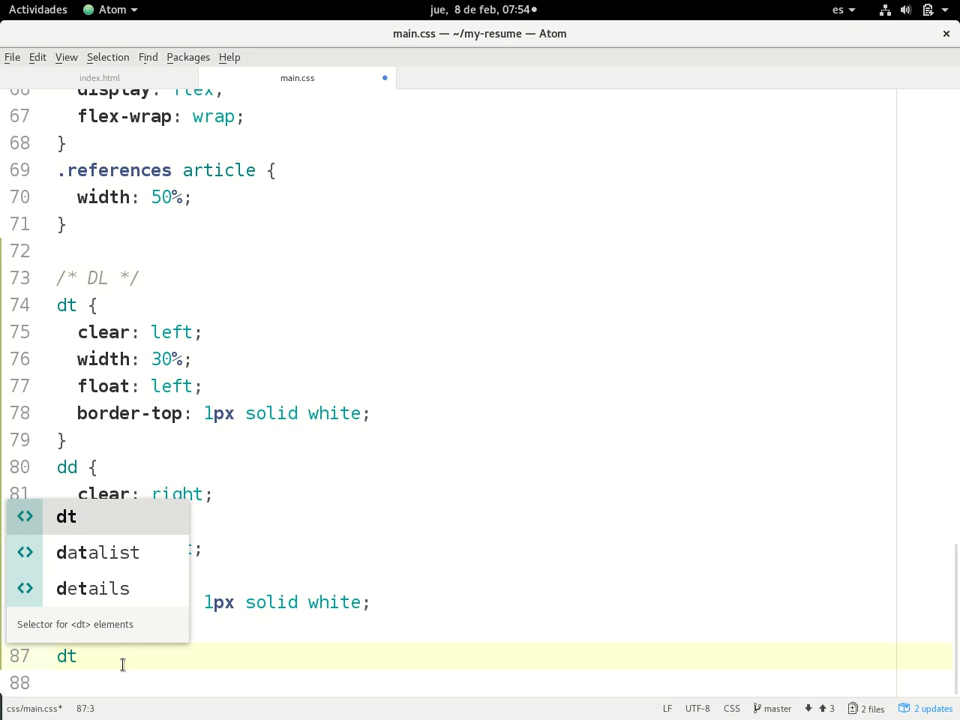 Actividades Atom jue, 8 de feb, 07:54 es
main.css — ~/my-resume — Atom
File Edit View Selection Find Packages Help
index.html main.css
66 display: flex;
67 flex-wrap: wrap;
68 }
69 .references article {
70 width: 50%;
71 }
72
73 /* DL */
74 dt {
75 clear: left;
76 width: 30%;
77 float: left;
78 border-top: 1px solid white;
79 }
80 dd {
81 clear: right;
dt
datalist
details
1px solid white;
Selector for <dt> elements
87 dt
88
css/main.css* 87:3 LF UTF-8 CSS master 3 2 files 2 updates